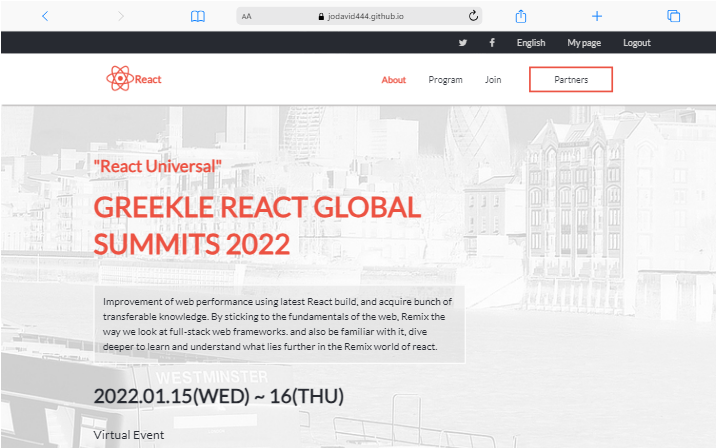 AA jodavid444.github.io
English My page Logout
React About Program Join Partners
"React Universal"
GREEKLE REACT GLOBAL
SUMMITS 2022
Improvement of web performance using latest React build, and acquire bunch of
transferable knowledge. By sticking to the fundamentals of the web, Remix the
way we look at full-stack web frameworks. and also be familiar with it, dive
deeper to learn and understand what lies further in the Remix world of react.
WESTMINSTER
2022.01.15(WED) ~ 16(THU)
Virtual Event